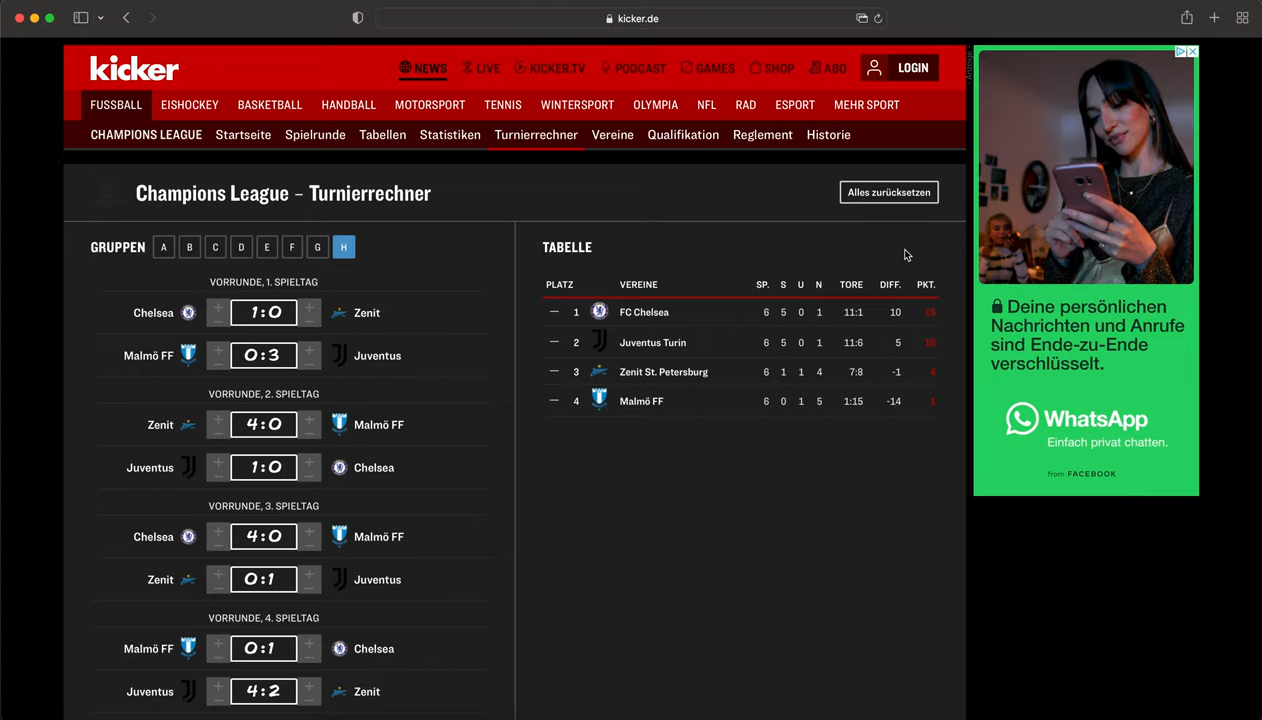 kicker.de
kicker
NEWS LIVE KICKER.TV PODCAST GAMES SHOP ABO LOGIN
FUSSBALL EISHOCKEY BASKETBALL HANDBALL MOTORSPORT TENNIS WINTERSPORT OLYMPIA NFL RAD ESPORT MEHR SPORT
CHAMPIONS LEAGUE Startseite Spielrunde Tabellen Statistiken Turnierrechner Vereine Qualifikation Reglement Historie
Champions League – Turnierrechner
Alles zurücksetzen
GRUPPEN A B C D E F G H
VORRUNDE, 1. SPIELTAG
Chelsea 1:0 Zenit
Malmö FF 0:3 Juventus
VORRUNDE, 2. SPIELTAG
Zenit 4:0 Malmö FF
Juventus 1:0 Chelsea
VORRUNDE, 3. SPIELTAG
Chelsea 4:0 Malmö FF
Zenit 0:1 Juventus
VORRUNDE, 4. SPIELTAG
Malmö FF 0:1 Chelsea
Juventus 4:2 Zenit
TABELLE
PLATZ VEREINE SP. S U N TORE DIFF. PKT.
1 FC Chelsea 6 5 0 1 11:1 10 15
2 Juventus Turin 6 5 0 1 11:6 5 15
3 Zenit St. Petersburg 6 1 1 4 7:8 -1 4
4 Malmö FF 6 0 1 5 1:15 -14 1
Anzeige
Deine persönlichen
Nachrichten und Anrufe
sind Ende-zu-Ende
verschlüsselt.
WhatsApp
Einfach privat chatten.
from FACEBOOK